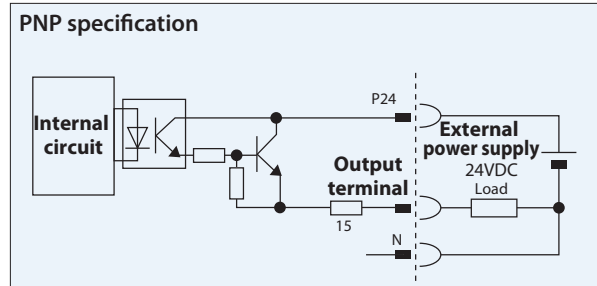 PNP specification
P24
Internal
circuit
External
power supply
24VDC
Output
terminal
Load
15
N